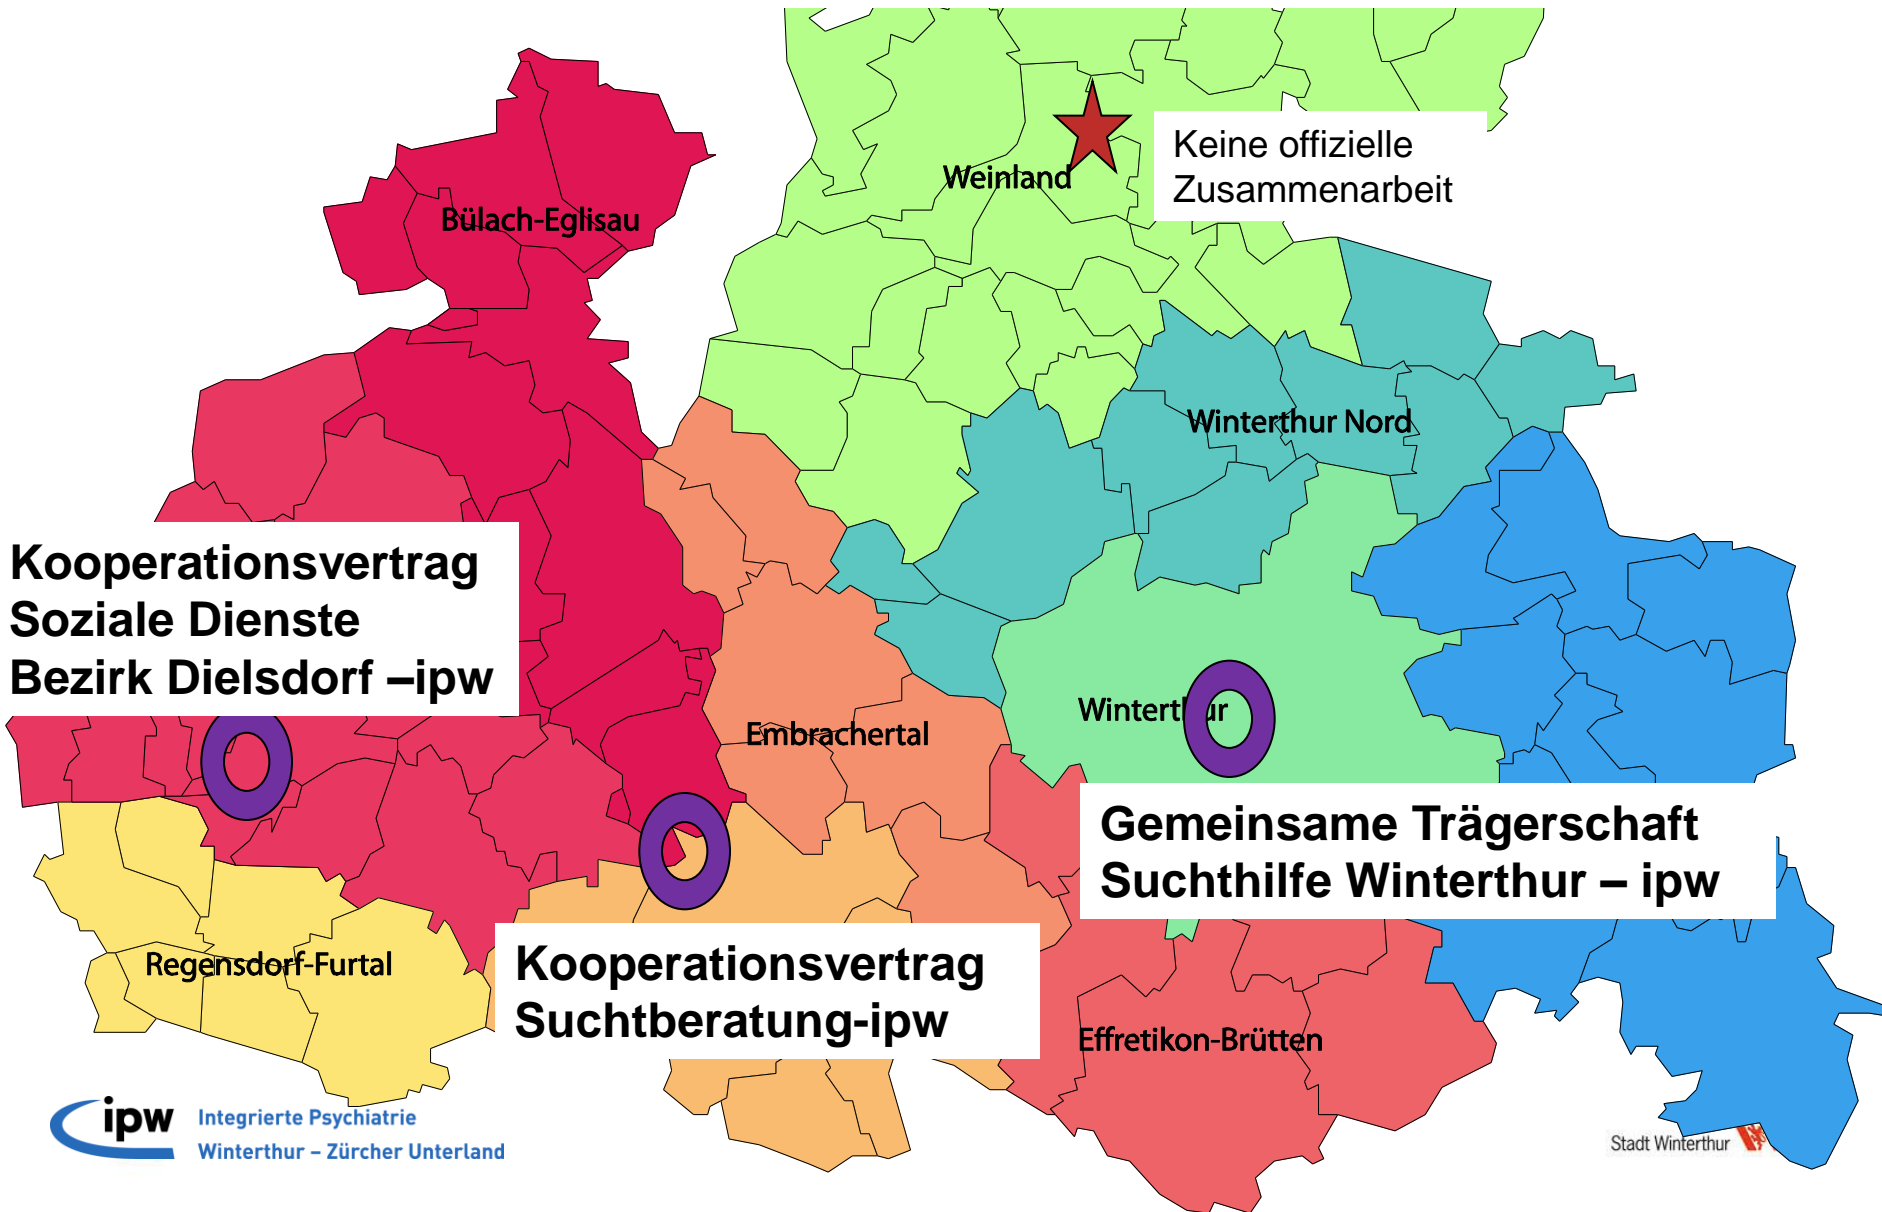 Keine offizielle
Zusammenarbeit
Weinland
Bülach-Eglisau
Winterthur Nord
Kooperationsvertrag
Soziale Dienste
Bezirk Dielsdorf –ipw
Winterthur
Embrachertal
Gemeinsame Trägerschaft
Suchthilfe Winterthur – ipw
Regensdorf-Furtal
Kooperationsvertrag
Suchtberatung-ipw
Effretikon-Brütten
ipw
Integrierte Psychiatrie
Winterthur – Zürcher Unterland
Stadt Winterthur